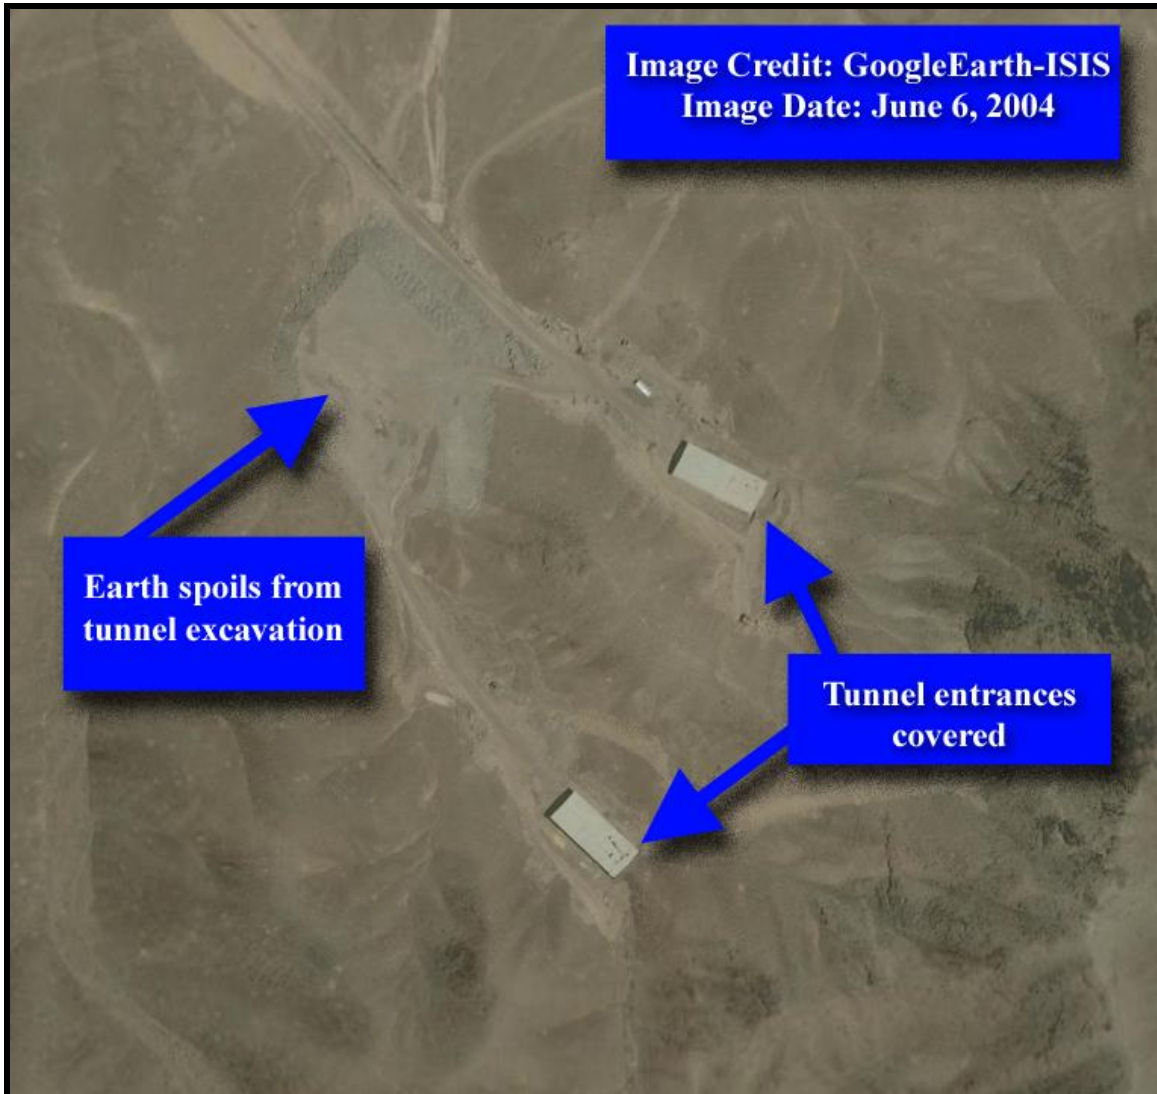 Image Credit: GoogleEarth-ISIS
Image Date: June 6, 2004
Earth spoils from
tunnel excavation
Tunnel entrances
covered